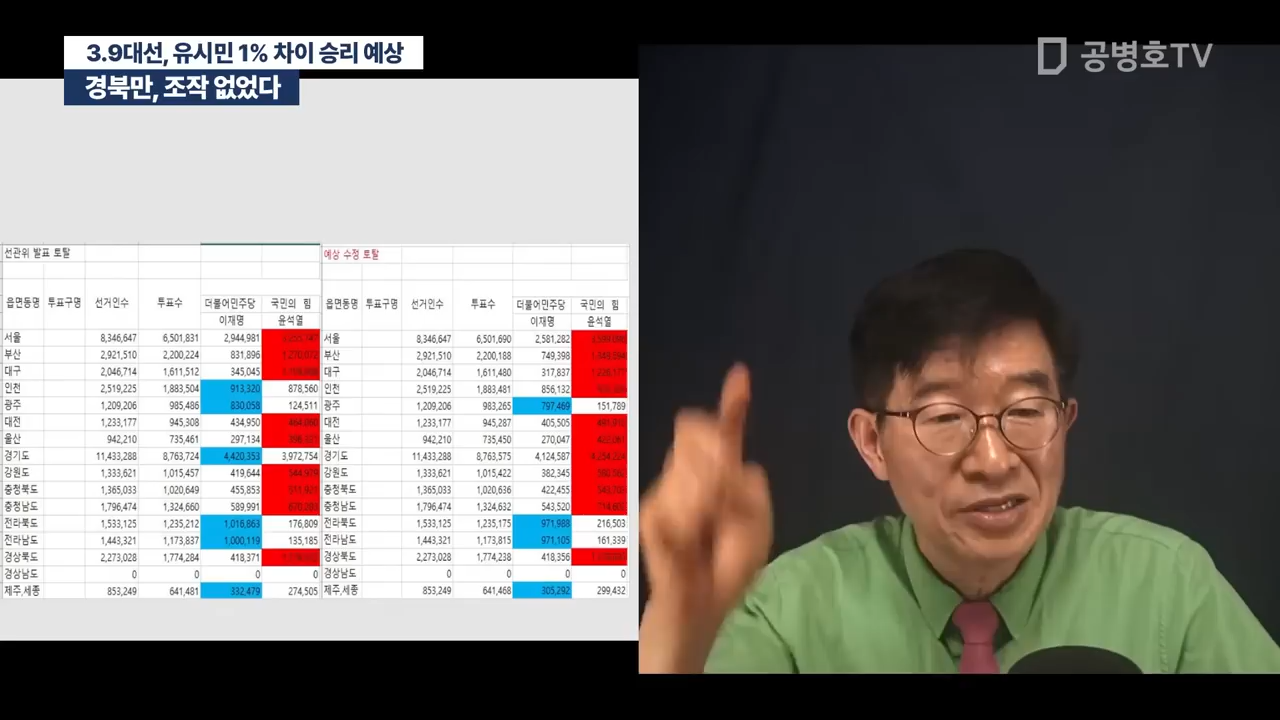 3.9대선, 유시민 1% 차이 승리 예상
경북만, 조작 없었다
공병호TV
선관위 발표 토탈 예상 수정 토탈
읍면동명 투표구명 선거인수 투표수 더불어민주당 국민의 힘 읍면동명 투표구명 선거인수 투표수 더불어민주당 국민의 힘
이재명 윤석열 이재명 윤석열
서울 8,346,647 6,501,831 2,944,981 서울 8,346,647 6,501,690 2,581,282
부산 2,921,510 2,200,224 831,896 부산 2,921,510 2,200,188 749,398
대구 2,046,714 1,611,512 345,045 대구 2,046,714 1,611,480 317,837
인천 2,519,225 1,883,504 913,320 878,560 인천 2,519,225 1,883,481 856,132
광주 1,209,206 985,486 830,058 124,511 광주 1,209,206 983,265 797,469 151,789
대전 1,233,177 945,308 434,950 대전 1,233,177 945,287 405,505
울산 942,210 735,461 297,134 울산 942,210 735,450 270,047
경기도 11,433,288 8,763,724 4,420,353 3,972,754 경기도 11,433,288 8,763,575 4,124,587
강원도 1,333,621 1,015,457 419,644 강원도 1,333,621 1,015,422 382,345
충청북도 1,365,033 1,020,649 455,853 충청북도 1,365,033 1,020,636 422,455
충청남도 1,796,474 1,324,660 589,991 충청남도 1,796,474 1,324,632 543,520
전라북도 1,533,125 1,235,212 1,016,863 176,809 전라북도 1,533,125 1,235,175 971,988 216,503
전라남도 1,443,321 1,173,837 1,000,119 135,185 전라남도 1,443,321 1,173,815 971,105 161,339
경상북도 2,273,028 1,774,284 418,371 경상북도 2,273,028 1,774,238 418,356
경상남도 0 0 0 0 경상남도 0 0 0 0
제주,세종 853,249 641,481 332,479 274,505 제주,세종 853,249 641,468 305,292 299,432